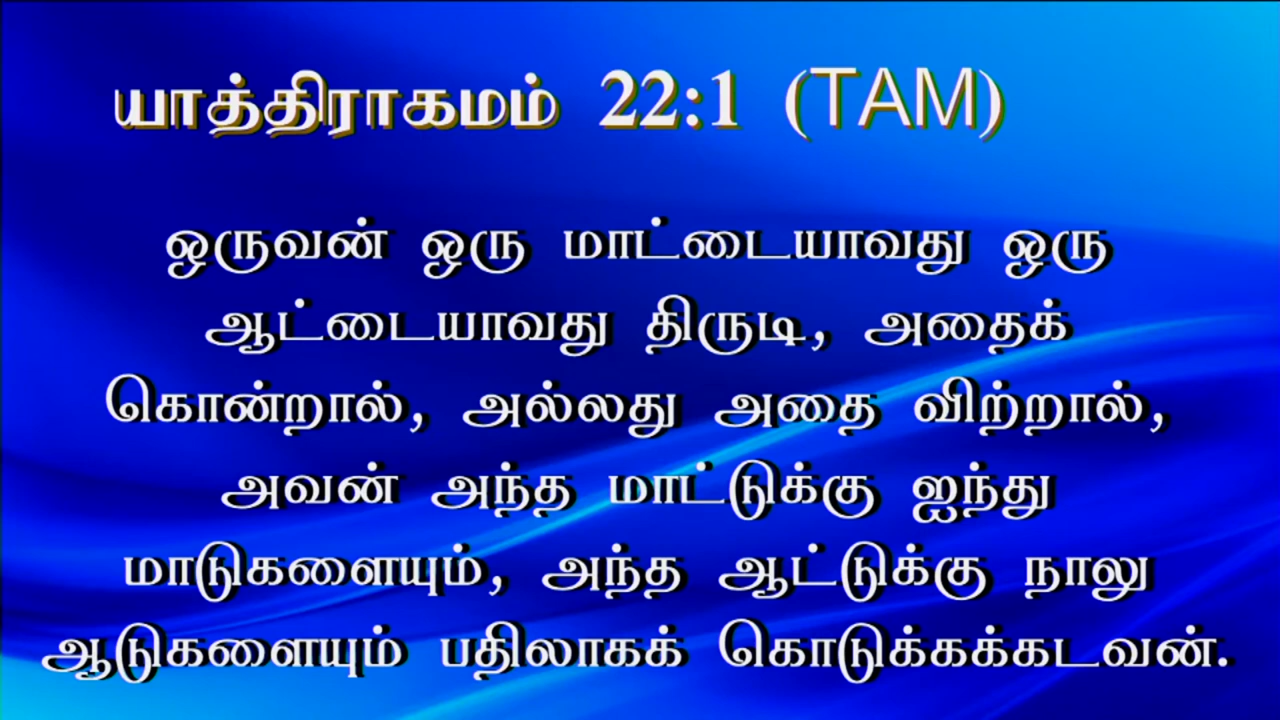 யாத்திராகமம் 22:1 (TAM)
ஒருவன் ஒரு மாட்டையாவது ஒரு
ஆட்டையாவது திருடி, அதைக்
கொன்றால், அல்லது அதை விற்றால்,
அவன் அந்த மாட்டுக்கு ஐந்து
மாடுகளையும், அந்த ஆட்டுக்கு நாலு
ஆடுகளையும் பதிலாகக் கொடுக்கக்கடவன்.